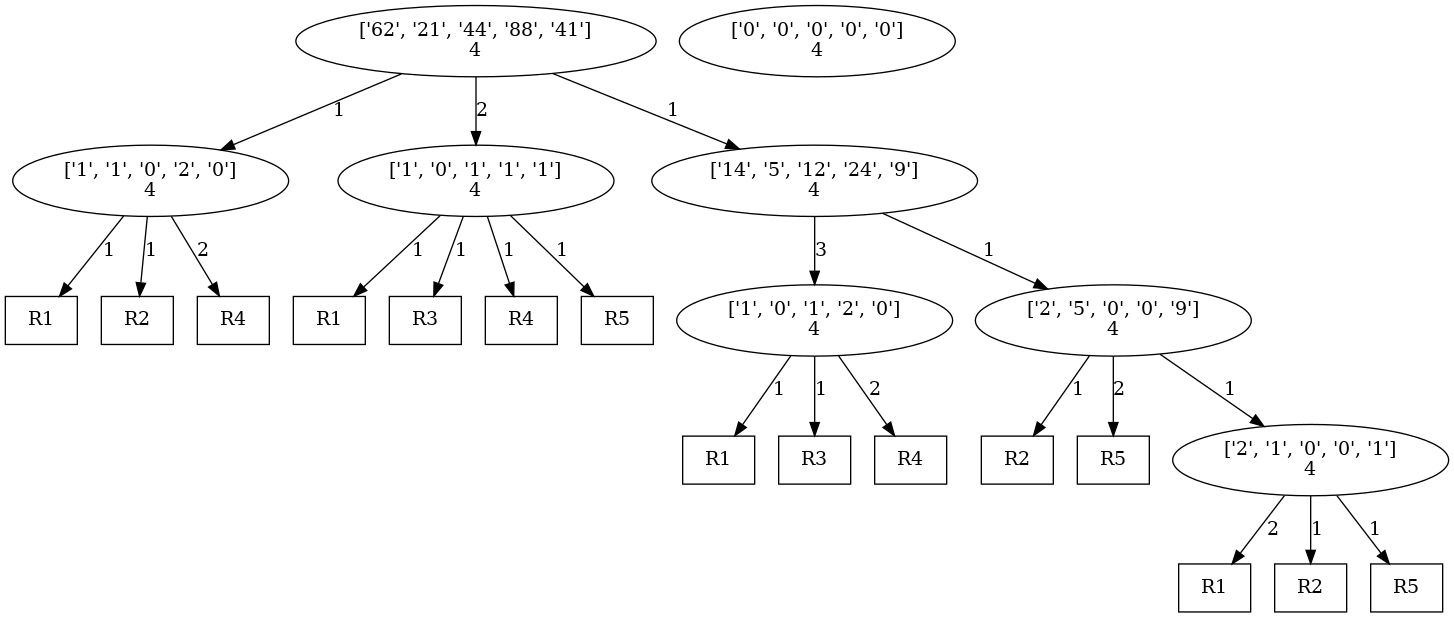 ['62', '21', '44', '88', '41']
4
['0', '0', '0', '0', '0']
4
1
2
1
['1', '1', '0', '2', '0']
4
['1', '0', '1', '1', '1']
4
['14', '5', '12', '24', '9']
4
1
1
2
1
1
1
1
3
1
R1
R2
R4
R1
R3
R4
R5
['1', '0', '1', '2', '0']
4
['2', '5', '0', '0', '9']
4
1
1
2
1
2
1
R1
R3
R4
R2
R5
['2', '1', '0', '0', '1']
4
2
1
1
R1
R2
R5